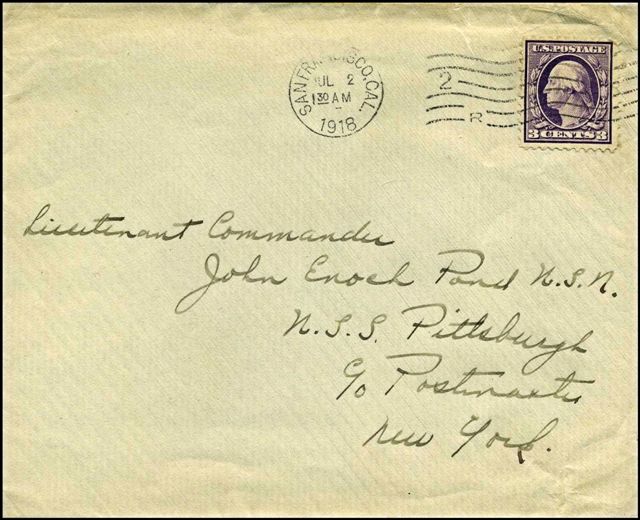 SAN FRANCISCO, CAL.
JUL 2
1 30 AM
1918
2
R
U.S. POSTAGE
3 CENTS 3
Lieutenant Commander
John Enoch Pond U.S.N.
U.S.S. Pittsburgh
c/o Postmaster
New York.